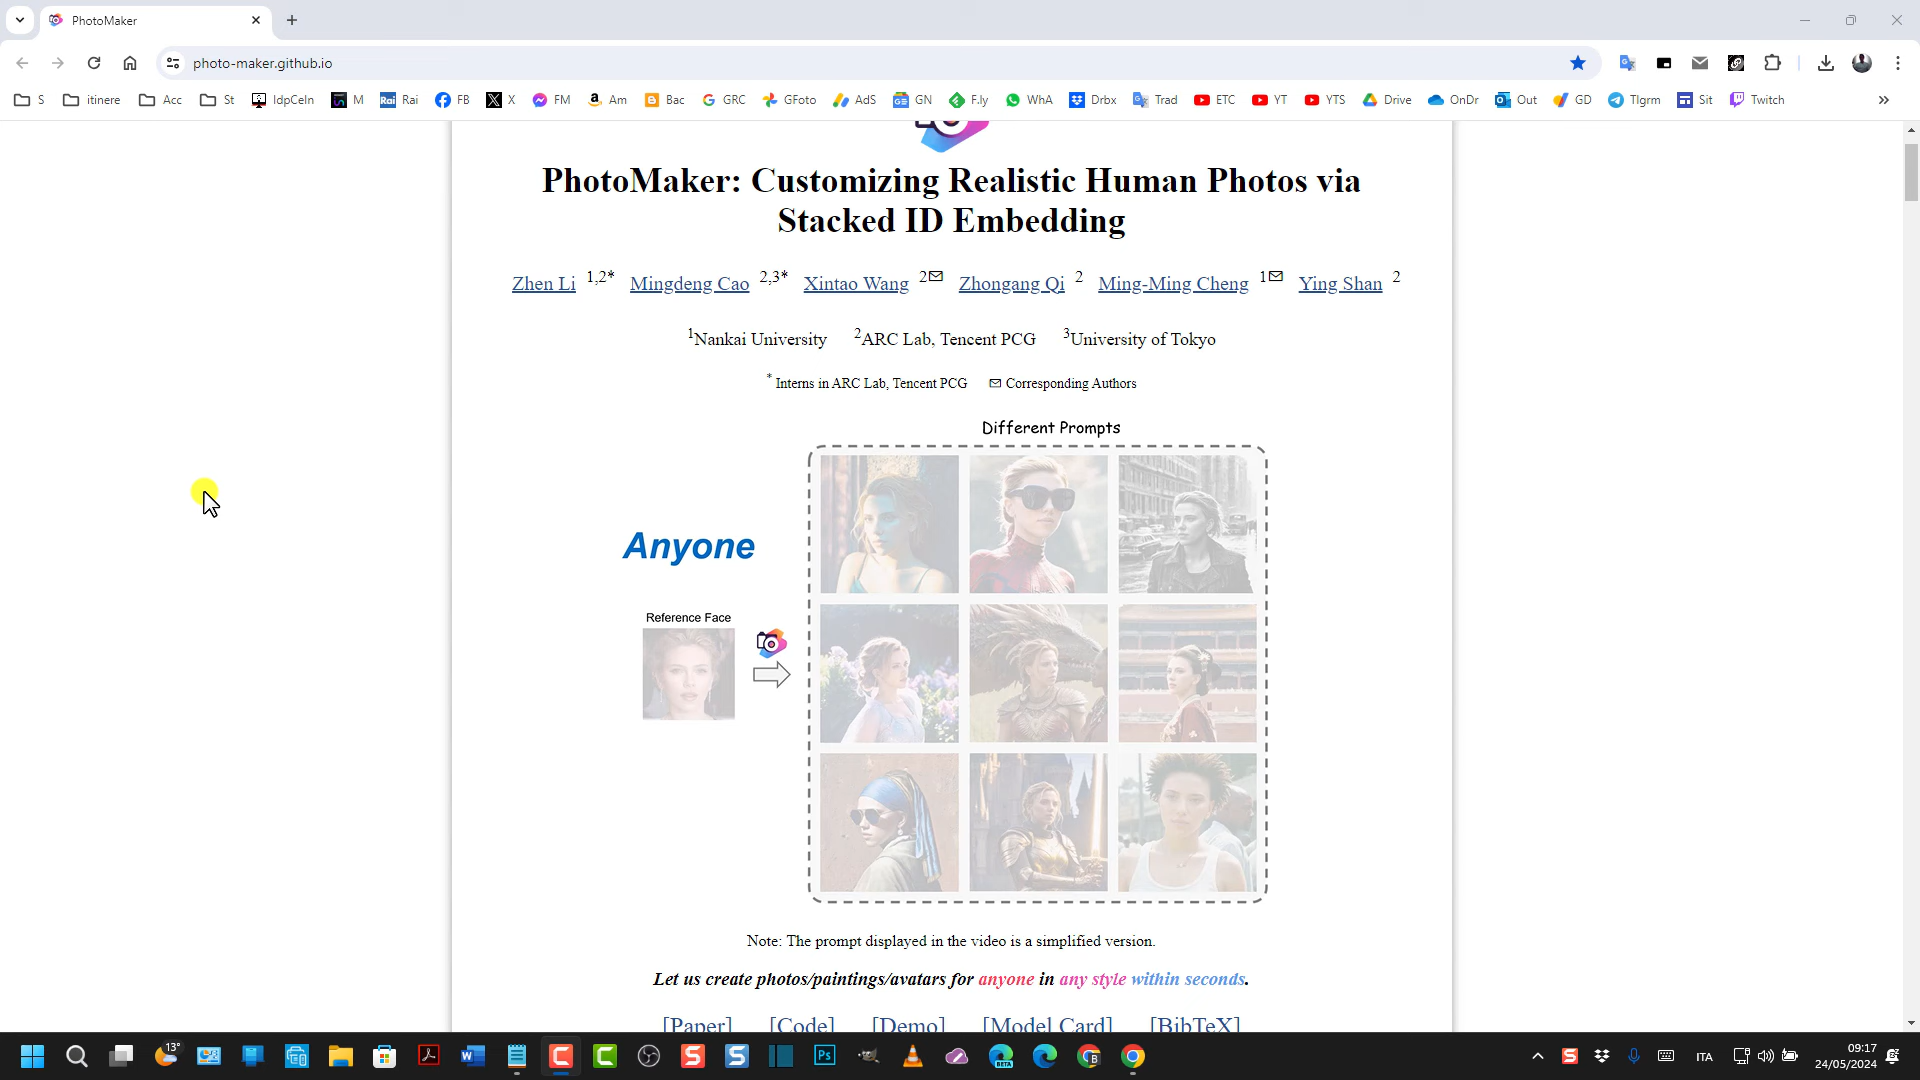 PhotoMaker
photo-maker.github.io
S itinere Acc St IdpCeIn M Rai FB X FM Am Bac GRC GFoto AdS GN F.ly WhA Drbx Trad ETC YT YTS Drive OnDr Out GD Tlgrm Sit Twitch »
PhotoMaker: Customizing Realistic Human Photos via
Stacked ID Embedding
Zhen Li 1,2* Mingdeng Cao 2,3* Xintao Wang 2✉ Zhongang Qi 2 Ming-Ming Cheng 1✉ Ying Shan 2
1Nankai University 2ARC Lab, Tencent PCG 3University of Tokyo
* Interns in ARC Lab, Tencent PCG ✉ Corresponding Authors
Different Prompts
Anyone
Reference Face
Note: The prompt displayed in the video is a simplified version.
Let us create photos/paintings/avatars for anyone in any style within seconds.
[Paper] [Code] [Demo] [Model Card] [BibTeX]
13°
ITA
09:17
24/05/2024